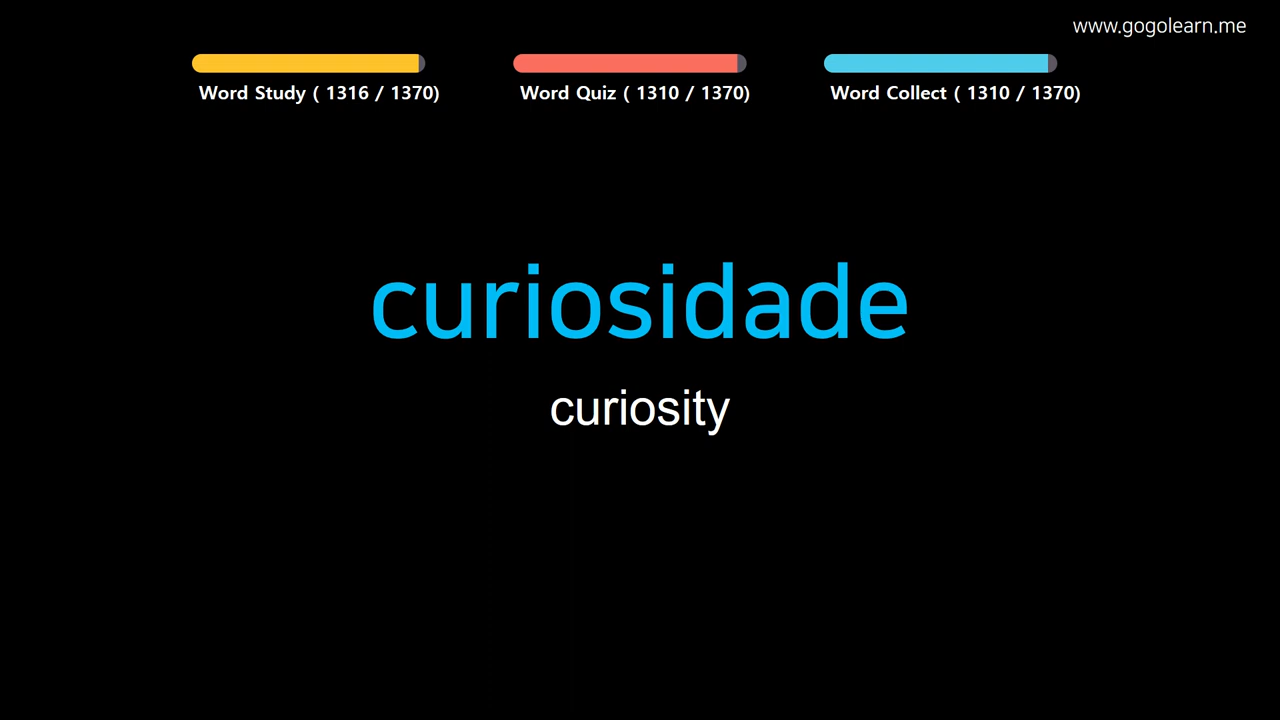 www.gogolearn.me
Word Study ( 1316 / 1370)
Word Quiz ( 1310 / 1370)
Word Collect ( 1310 / 1370)
curiosidade
curiosity